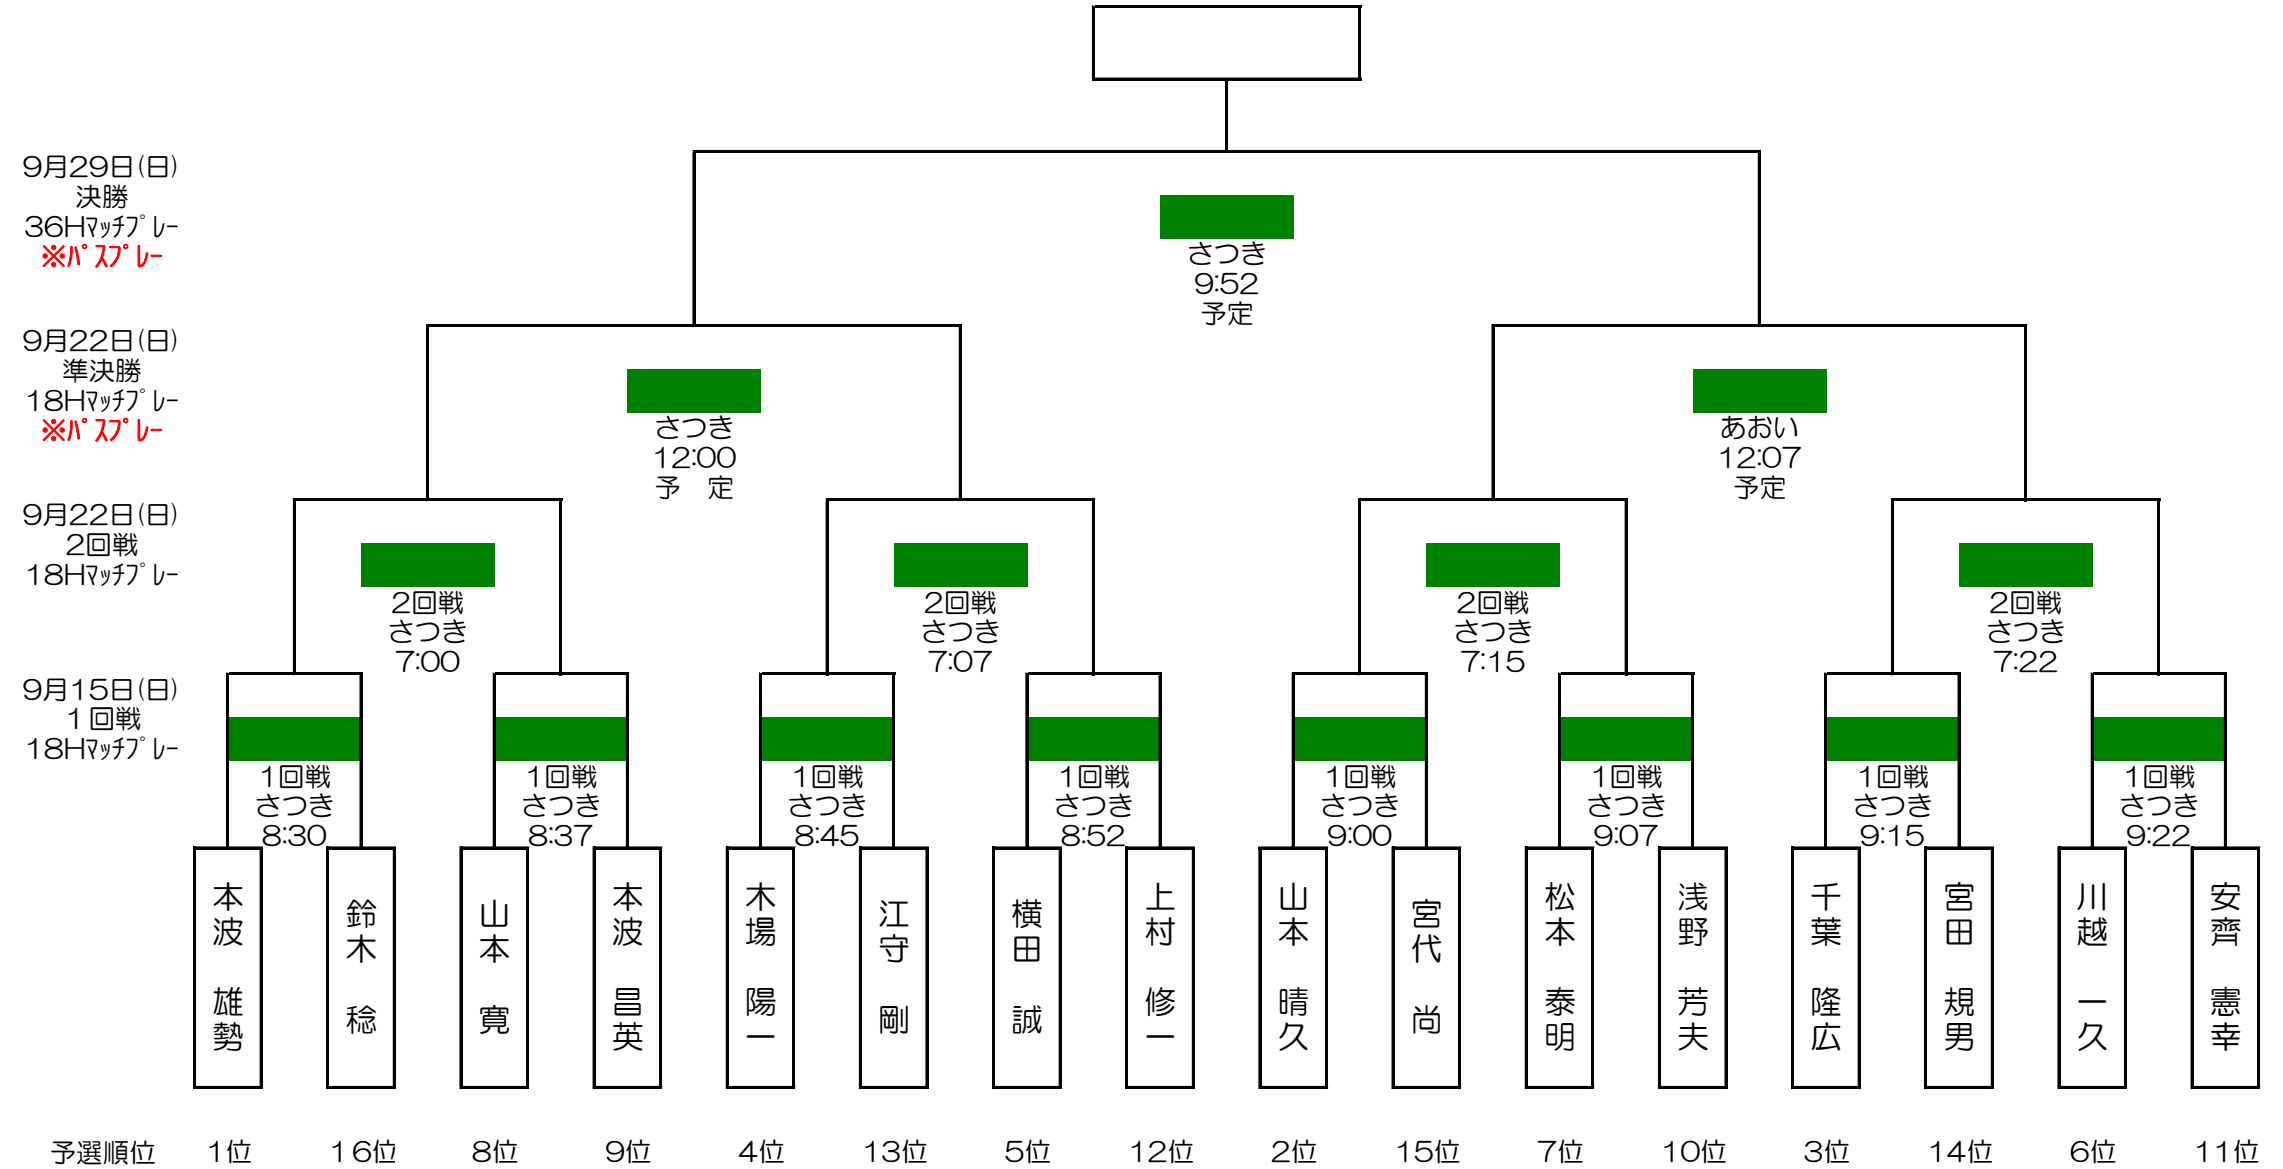 9月29日(日)
決勝
36Hﾏｯﾁﾌﾟﾚｰ
※ﾊﾟｽﾌﾟﾚｰ
さつき
9:52
予定
9月22日(日)
準決勝
18Hﾏｯﾁﾌﾟﾚｰ
※ﾊﾟｽﾌﾟﾚｰ
さつき
12:00
予　定
あおい
12:07
予定
9月22日(日)
2回戦
18Hﾏｯﾁﾌﾟﾚｰ
2回戦
さつき
7:00
2回戦
さつき
7:07
2回戦
さつき
7:15
2回戦
さつき
7:22
9月15日(日)
1回戦
18Hﾏｯﾁﾌﾟﾚｰ
1回戦
さつき
8:30
1回戦
さつき
8:37
1回戦
さつき
8:45
1回戦
さつき
8:52
1回戦
さつき
9:00
1回戦
さつき
9:07
1回戦
さつき
9:15
1回戦
さつき
9:22
本波　雄勢
鈴木　稔
山本　寛
本波　昌英
木場　陽一
江守　剛
横田　誠
上村　修一
山本　晴久
宮代　尚
松本　泰明
浅野　芳夫
千葉　隆広
宮田　規男
川越　一久
安齊　憲幸
予選順位 1位 16位 8位 9位 4位 13位 5位 12位 2位 15位 7位 10位 3位 14位 6位 11位